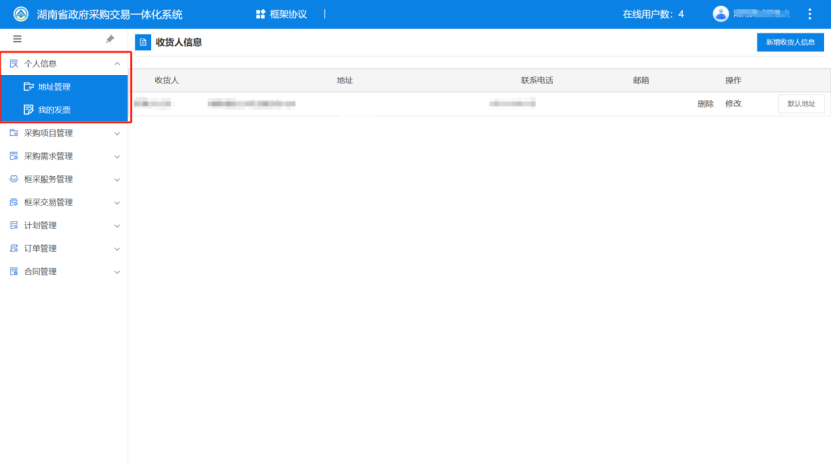 湖南省政府采购交易一体化系统 框架协议 在线用户数：4
收货人信息 新增收货人信息
个人信息
地址管理
我的发票
采购项目管理
采购需求管理
框采服务管理
框采交易管理
计划管理
订单管理
合同管理
收货人 地址 联系电话 邮箱 操作
删除 修改 默认地址